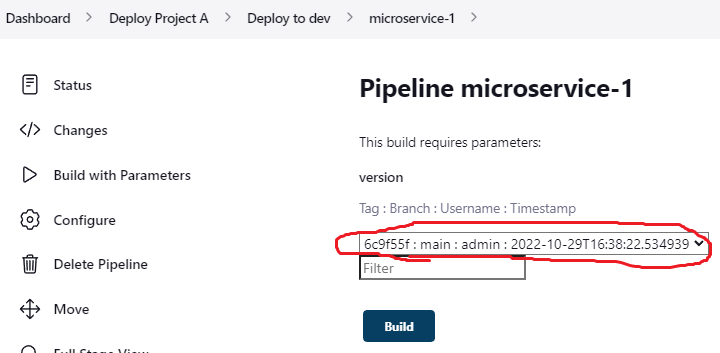 Dashboard > Deploy Project A > Deploy to dev > microservice-1 >
Status
Changes
Build with Parameters
Configure
Delete Pipeline
Move
Full Stage View
Pipeline microservice-1
This build requires parameters:
version
Tag : Branch : Username : Timestamp
6c9f55f : main : admin : 2022-10-29T16:38:22.534939
Filter
Build